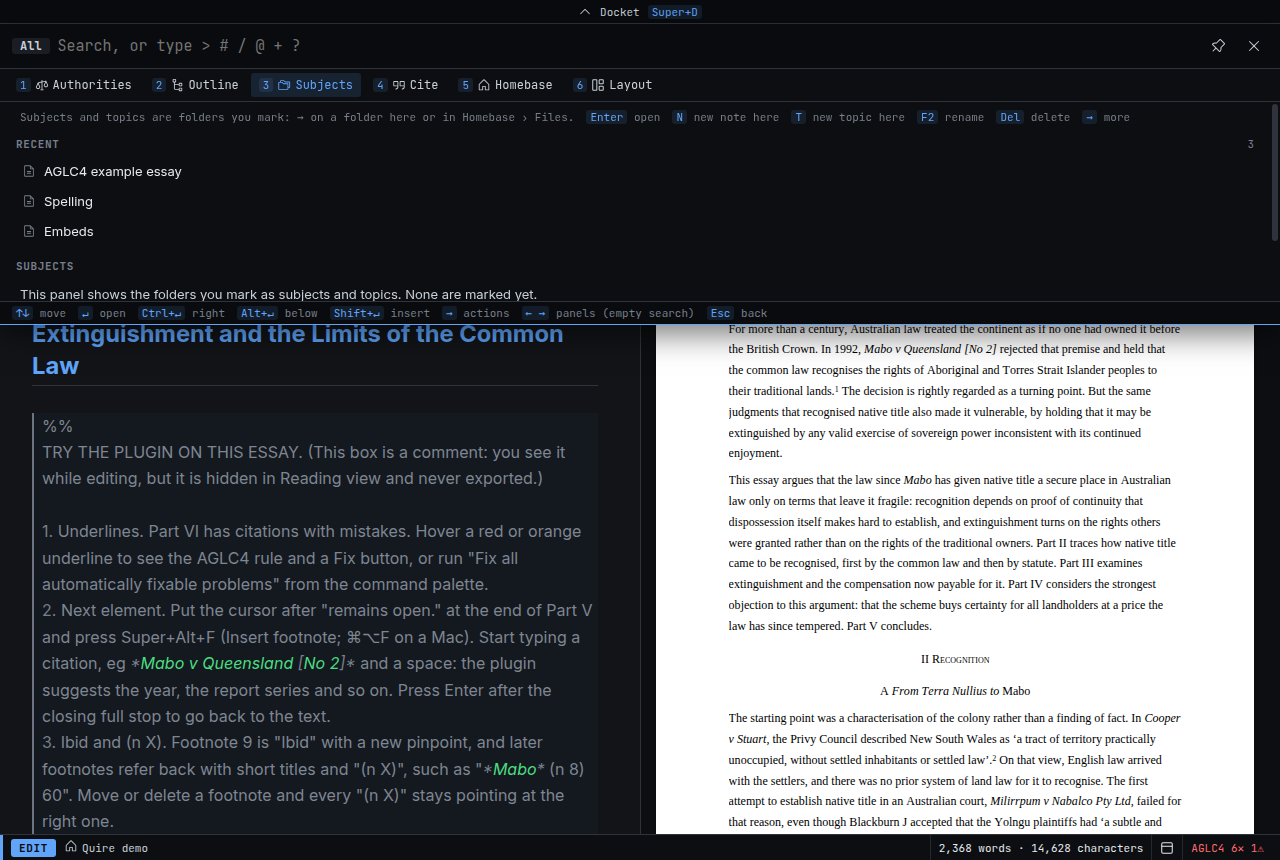 Docket Super+D
All Search, or type > # / @ + ?
1 Authorities 2 Outline 3 Subjects 4 Cite 5 Homebase 6 Layout
Subjects and topics are folders you mark: → on a folder here or in Homebase › Files. Enter open N new note here T new topic here F2 rename Del delete → more
RECENT 3
AGLC4 example essay
Spelling
Embeds
SUBJECTS
This panel shows the folders you mark as subjects and topics. None are marked yet.
↑↓ move ↵ open Ctrl+↵ right Alt+↵ below Shift+↵ insert → actions ← → panels (empty search) Esc back
Extinguishment and the Limits of the Common
Law
%%
TRY THE PLUGIN ON THIS ESSAY. (This box is a comment: you see it
while editing, but it is hidden in Reading view and never exported.)
1. Underlines. Part VI has citations with mistakes. Hover a red or orange
underline to see the AGLC4 rule and a Fix button, or run "Fix all
automatically fixable problems" from the command palette.
2. Next element. Put the cursor after "remains open." at the end of Part V
and press Super+Alt+F (Insert footnote; ⌘⌥F on a Mac). Start typing a
citation, eg *Mabo v Queensland [No 2]* and a space: the plugin
suggests the year, the report series and so on. Press Enter after the
closing full stop to go back to the text.
3. Ibid and (n X). Footnote 9 is "Ibid" with a new pinpoint, and later
footnotes refer back with short titles and "(n X)", such as "*Mabo* (n 8)
60". Move or delete a footnote and every "(n X)" stays pointing at the
right one.
For more than a century, Australian law treated the continent as if no one had owned it before
the British Crown. In 1992, Mabo v Queensland [No 2] rejected that premise and held that
the common law recognises the rights of Aboriginal and Torres Strait Islander peoples to
their traditional lands.1 The decision is rightly regarded as a turning point. But the same
judgments that recognised native title also made it vulnerable, by holding that it may be
extinguished by any valid exercise of sovereign power inconsistent with its continued
enjoyment.
This essay argues that the law since Mabo has given native title a secure place in Australian
law only on terms that leave it fragile: recognition depends on proof of continuity that
dispossession itself makes hard to establish, and extinguishment turns on the rights others
were granted rather than on the rights of the traditional owners. Part II traces how native title
came to be recognised, first by the common law and then by statute. Part III examines
extinguishment and the compensation now payable for it. Part IV considers the strongest
objection to this argument: that the scheme buys certainty for all landholders at a price the
law has since tempered. Part V concludes.
II Recognition
A From Terra Nullius to Mabo
The starting point was a characterisation of the colony rather than a finding of fact. In Cooper
v Stuart, the Privy Council described New South Wales as ‘a tract of territory practically
unoccupied, without settled inhabitants or settled law’.2 On that view, English law arrived
with the settlers, and there was no prior system of land law for it to recognise. The first
attempt to establish native title in an Australian court, Milirrpum v Nabalco Pty Ltd, failed for
that reason, even though Blackburn J accepted that the Yolngu plaintiffs had ‘a subtle and
EDIT Quire demo 2,368 words · 14,628 characters AGLC4 6× 1⚠